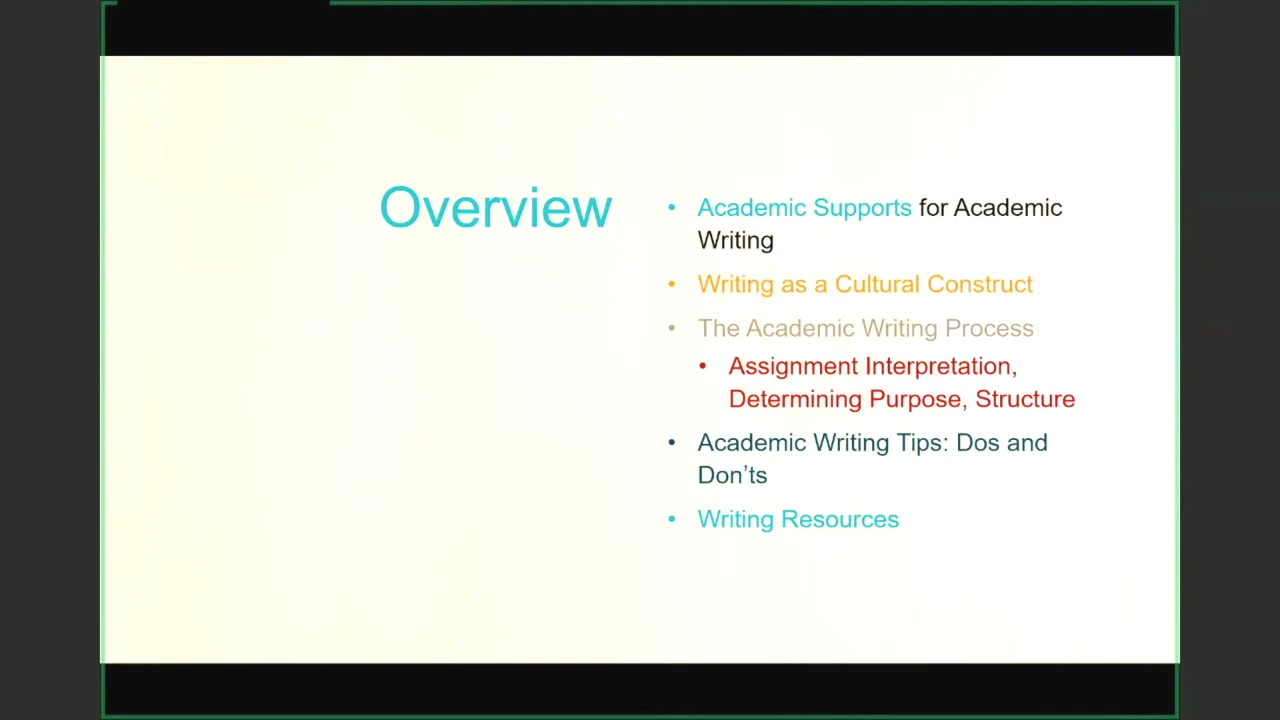 Overview
• Academic Supports for Academic
Writing
• Writing as a Cultural Construct
• The Academic Writing Process
• Assignment Interpretation,
Determining Purpose, Structure
• Academic Writing Tips: Dos and
Don’ts
• Writing Resources